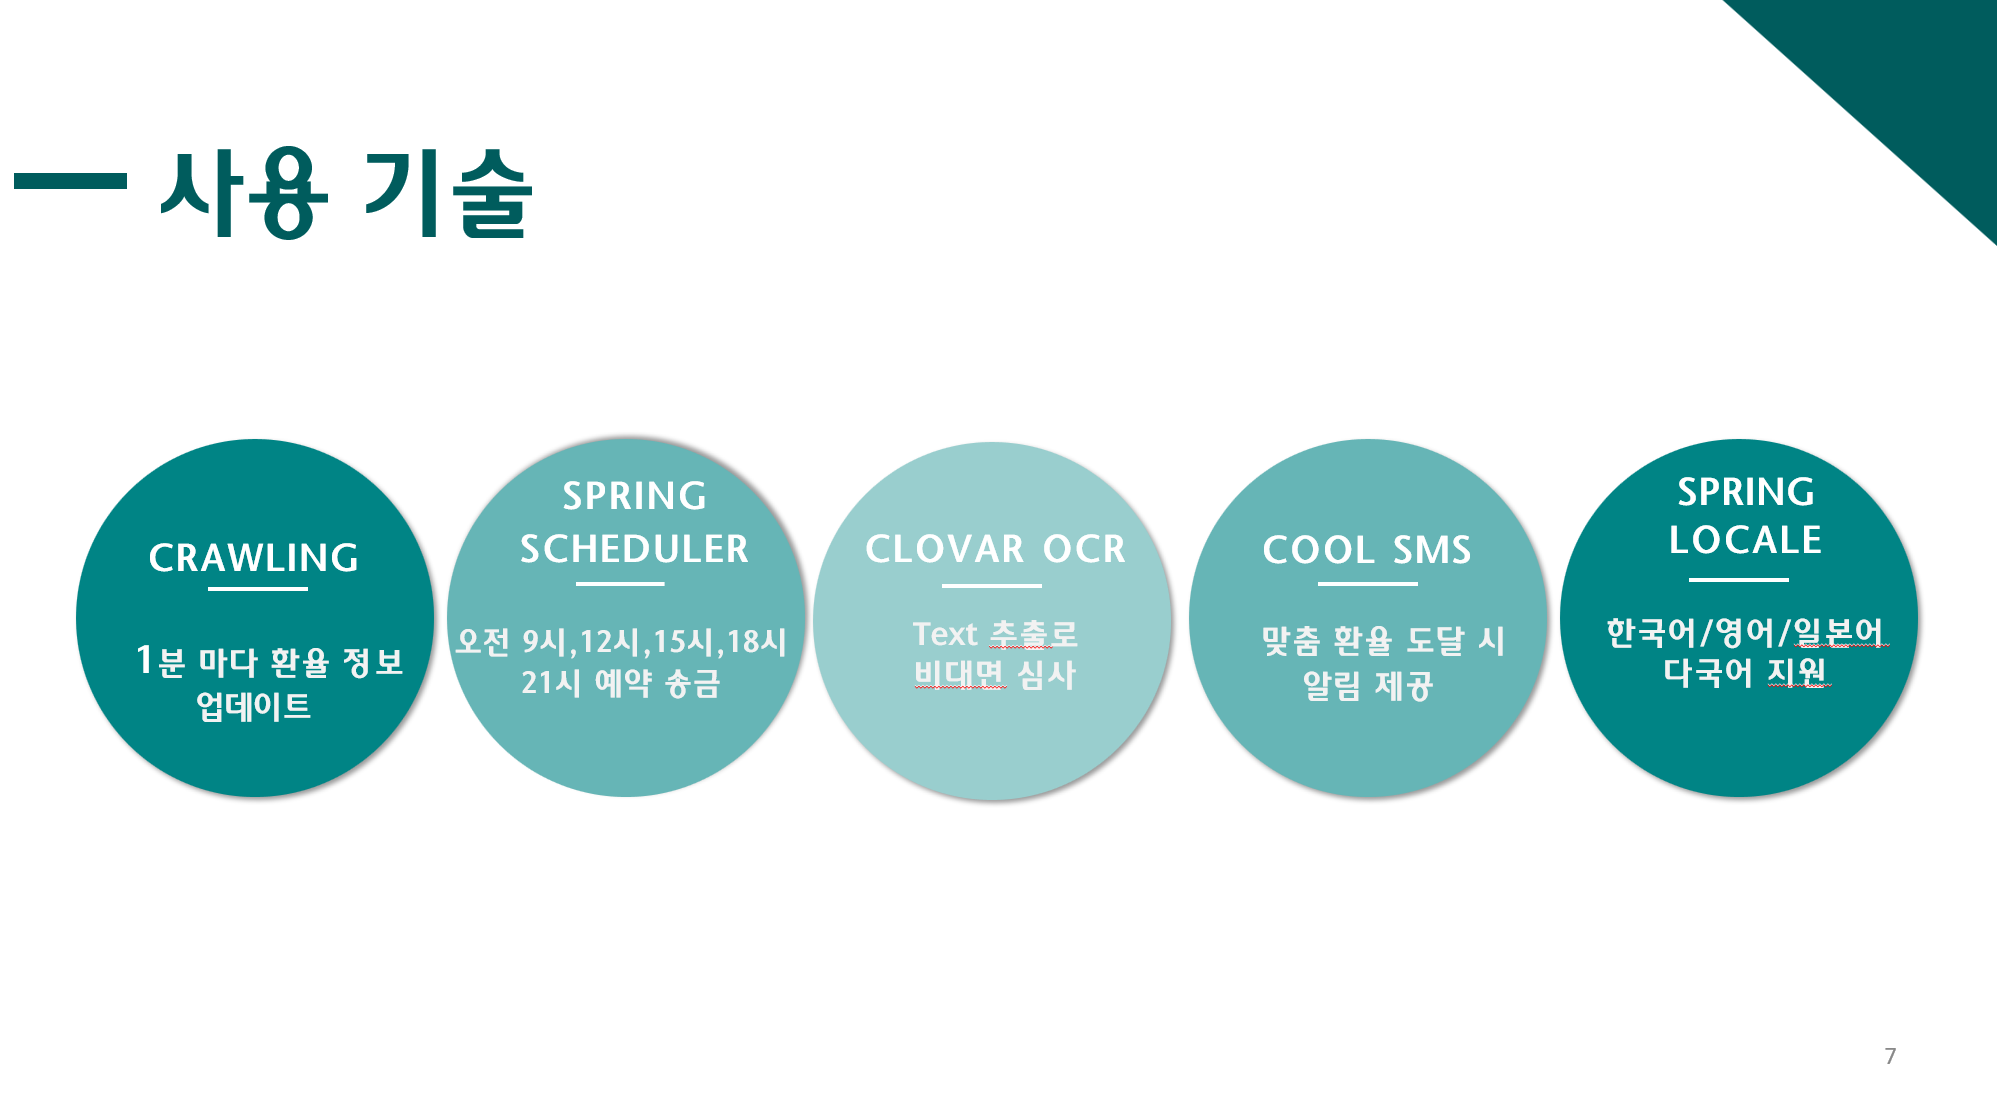 사용 기술
CRAWLING
1분 마다 환율 정보
업데이트
SPRING
SCHEDULER
오전 9시,12시,15시,18시
21시 예약 송금
CLOVAR OCR
Text 추출로
비대면 심사
COOL SMS
맞춤 환율 도달 시
알림 제공
SPRING
LOCALE
한국어/영어/일본어
다국어 지원
7